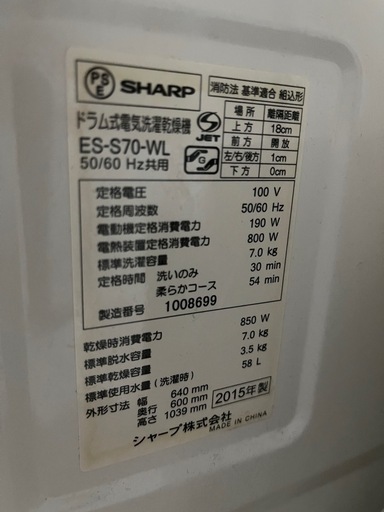 PS E SHARP
消防法 基準適合 組込形
ドラム式電気洗濯乾燥機
場所 離隔距離
ES-S70-WL
上方 18cm
50/60 Hz共用
前方 開放
S JET
左/右/後方 1cm
G
下方 0cm
定格電圧 100 V
定格周波数 50/60 Hz
電動機定格消費電力 190 W
電熱装置定格消費電力 800 W
標準洗濯容量 7.0 kg
定格時間 洗いのみ 30 min
柔らかコース 54 min
製造番号 1008699
乾燥時消費電力 850 W
標準脱水容量 7.0 kg
標準乾燥容量 3.5 kg
標準使用水量(洗濯時) 58 L
外形寸法 幅 640 mm
奥行 600 mm
高さ 1039 mm
2015年製
シャープ株式会社
MADE IN CHINA